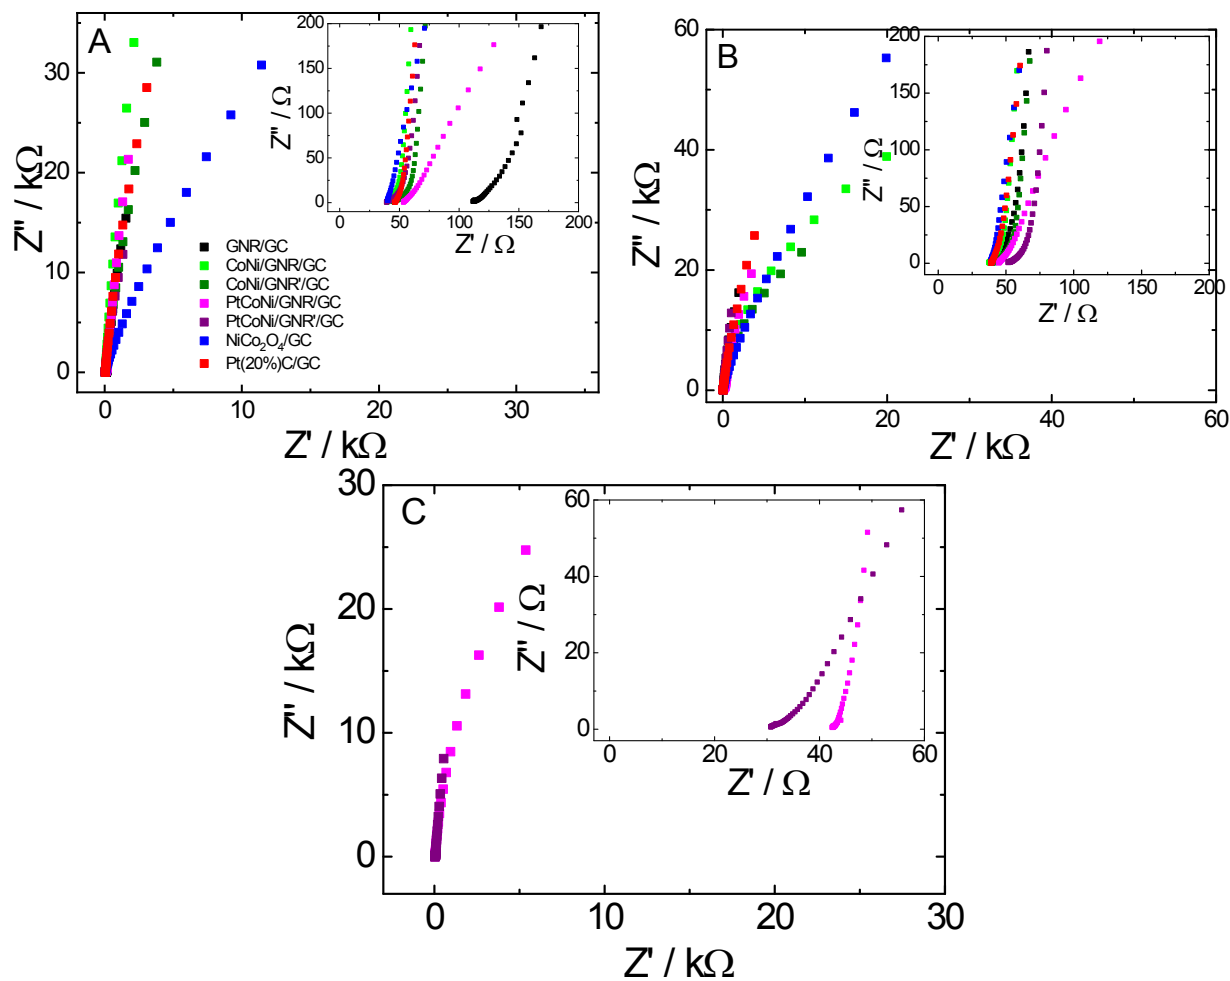 A
Z'' / kΩ
30
20
10
0
0
10
20
30
Z' / kΩ
Z'' / Ω
200
150
100
50
0
0
50
100
150
200
Z' / Ω
GNR/GC
CoNi/GNR/GC
CoNi/GNR'/GC
PtCoNi/GNR/GC
PtCoNi/GNR'/GC
NiCo₂O₄/GC
Pt(20%)C/GC
B
Z'' / kΩ
60
40
20
0
0
20
40
60
Z' / kΩ
Z'' / Ω
200
150
100
50
0
0
50
100
150
200
Z' / Ω
C
Z'' / kΩ
30
20
10
0
0
10
20
30
Z' / kΩ
Z'' / Ω
60
40
20
0
0
20
40
60
Z' / Ω